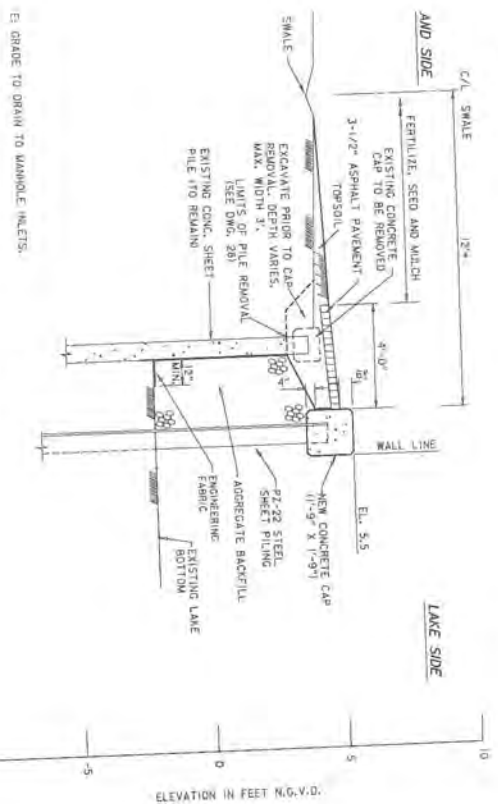 AND SIDE
LAKE SIDE
C/L SWALE
12'±
FERTILIZE, SEED AND MULCH
4'-0"
WALL LINE
SWALE
EXISTING CONCRETE
CAP TO BE REMOVED
3-1/2" ASPHALT PAVEMENT
TOPSOIL
EXCAVATE PRIOR TO CAP
REMOVAL. DEPTH VARIES,
MAX. WIDTH 3'.
LIMITS OF PILE REMOVAL
(SEE DWG. 28)
EXISTING CONC. SHEET
PILE (TO REMAIN)
EL. 5.5
NEW CONCRETE CAP
(1'-9" X 1'-9")
4"
12"
MIN.
PZ-22 STEEL
SHEET PILING
AGGREGATE BACKFILL
ENGINEERING
FABRIC
EXISTING LAKE
BOTTOM
10
5
0
-5
ELEVATION IN FEET N.G.V.D.
E: GRADE TO DRAIN TO MANHOLE INLETS.